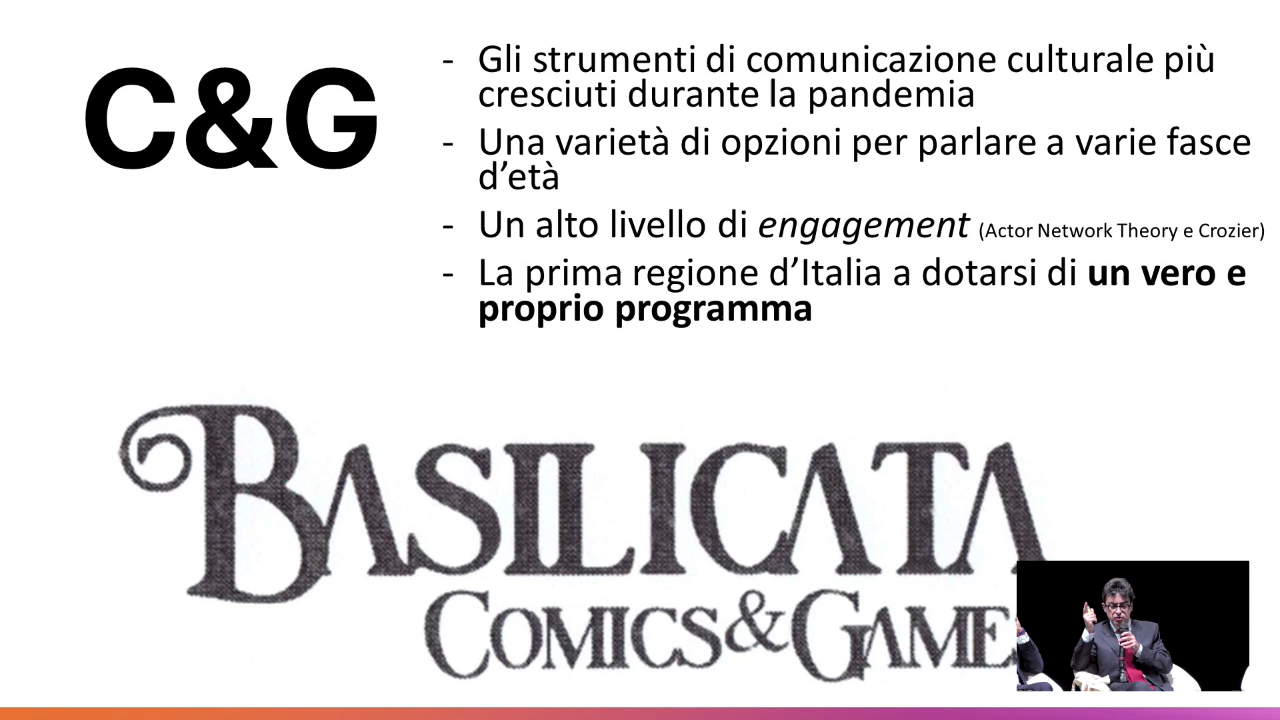 C&G
- Gli strumenti di comunicazione culturale più
cresciuti durante la pandemia
- Una varietà di opzioni per parlare a varie fasce
d’età
- Un alto livello di engagement (Actor Network Theory e Crozier)
- La prima regione d’Italia a dotarsi di un vero e
proprio programma
BASILICATA
COMICS&GAME